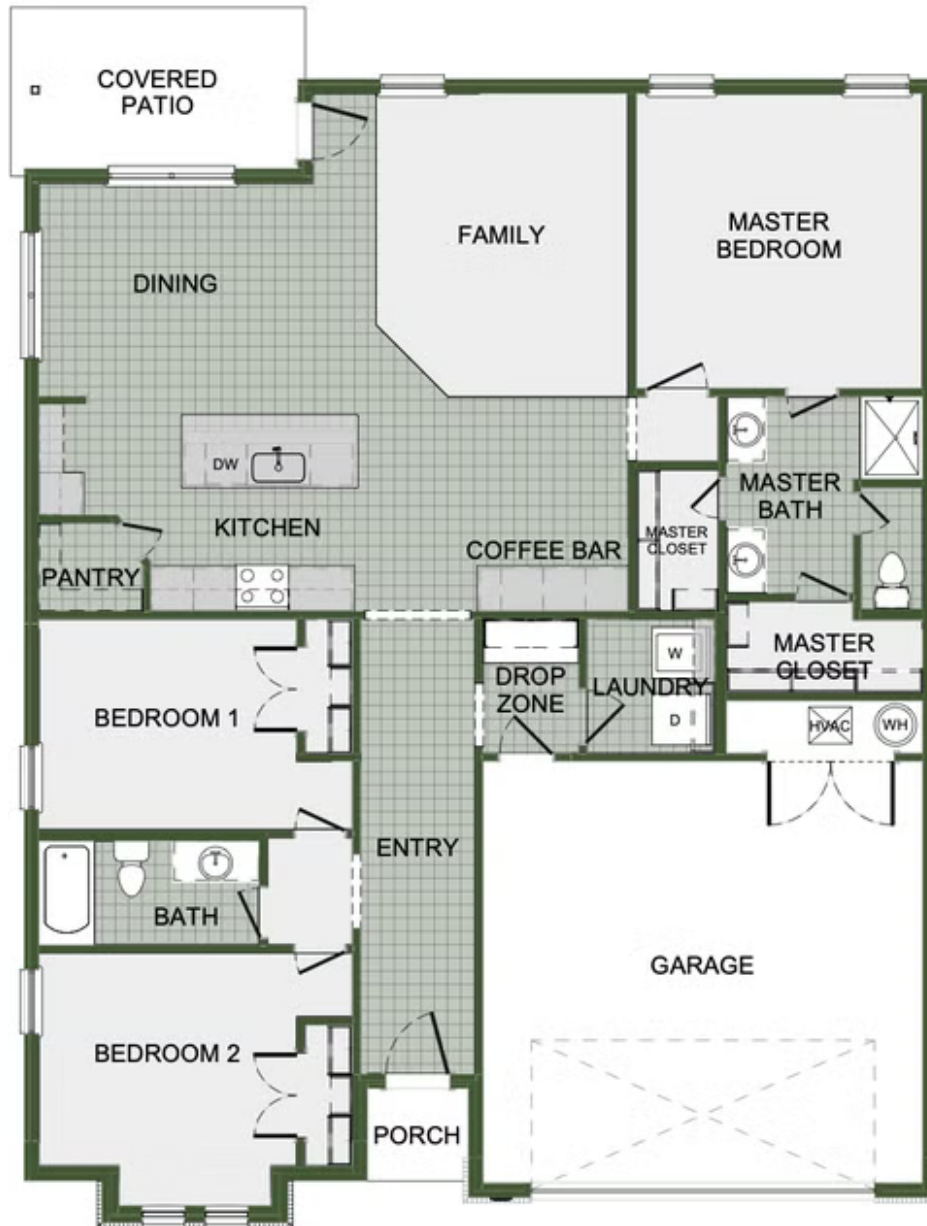 COVERED
PATIO
FAMILY
MASTER
BEDROOM
DINING
DW
KITCHEN
COFFEE BAR
MASTER
CLOSET
MASTER
BATH
PANTRY
BEDROOM 1
DROP
ZONE
LAUNDRY
W
D
MASTER
CLOSET
HVAC
WH
ENTRY
BATH
GARAGE
BEDROOM 2
PORCH